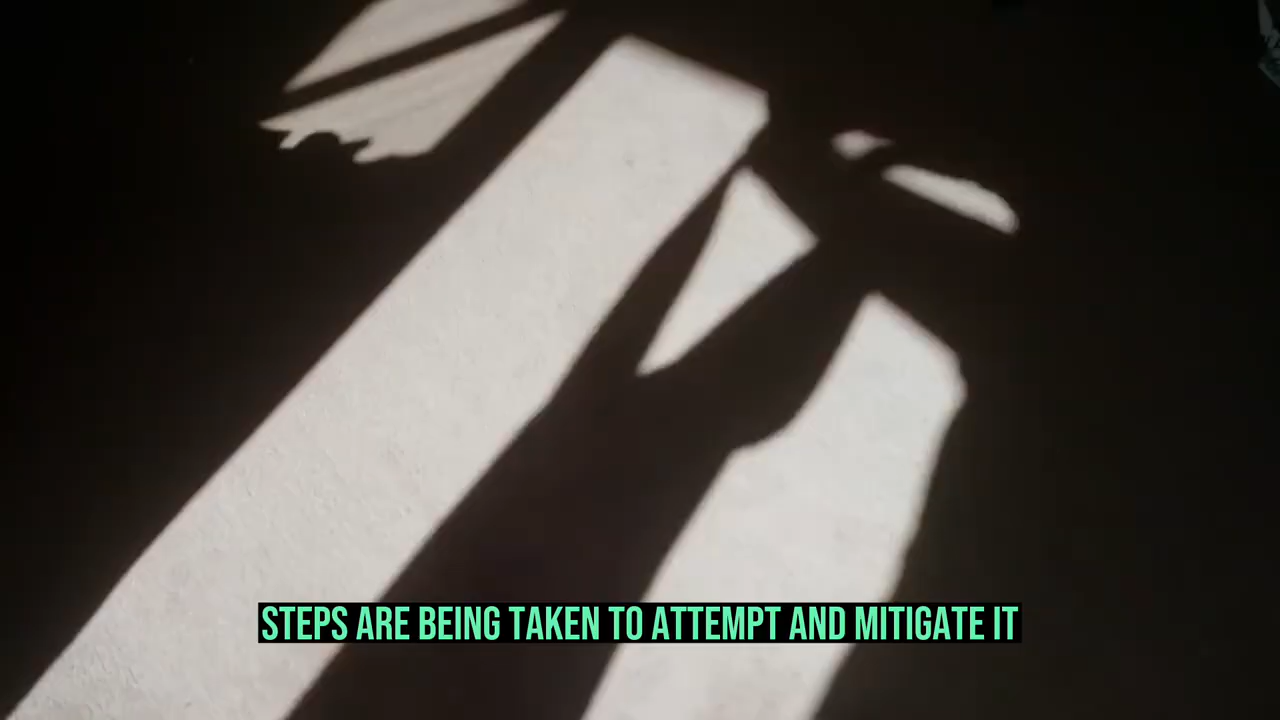 STEPS ARE BEING TAKEN TO ATTEMPT AND MITIGATE IT